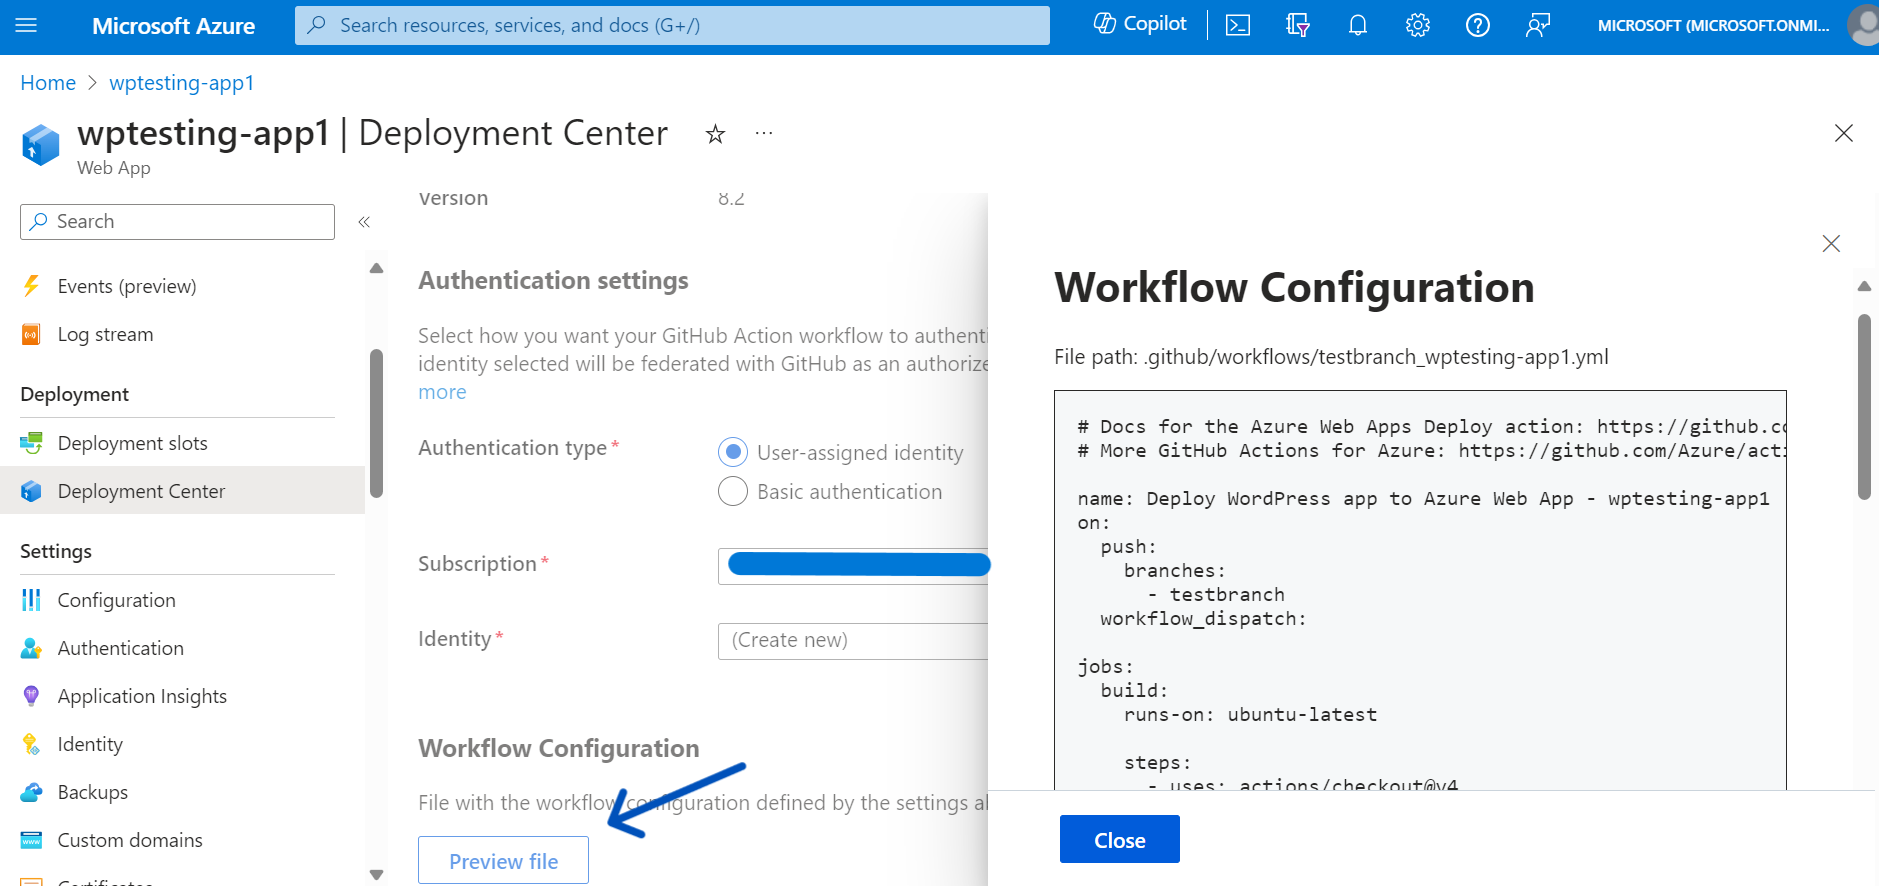 Microsoft Azure
Search resources, services, and docs (G+/)
Copilot
MICROSOFT (MICROSOFT.ONMI...
Home > wptesting-app1
wptesting-app1 | Deployment Center
...
Web App
Search
«
Events (preview)
Log stream
Deployment
Deployment slots
Deployment Center
Settings
Configuration
Authentication
Application Insights
Identity
Backups
Custom domains
Certificates
Version 8.2
Authentication settings
Select how you want your GitHub Action workflow to authenti
identity selected will be federated with GitHub as an authorize
more
Authentication type*
User-assigned identity
Basic authentication
Subscription*
Identity*
(Create new)
Workflow Configuration
File with the workflow configuration defined by the settings a
Preview file
Workflow Configuration
File path: .github/workflows/testbranch_wptesting-app1.yml
# Docs for the Azure Web Apps Deploy action: https://github.co
# More GitHub Actions for Azure: https://github.com/Azure/acti
name: Deploy WordPress app to Azure Web App - wptesting-app1
on:
push:
branches:
- testbranch
workflow_dispatch:
jobs:
build:
runs-on: ubuntu-latest
steps:
- uses: actions/checkout@v4
Close